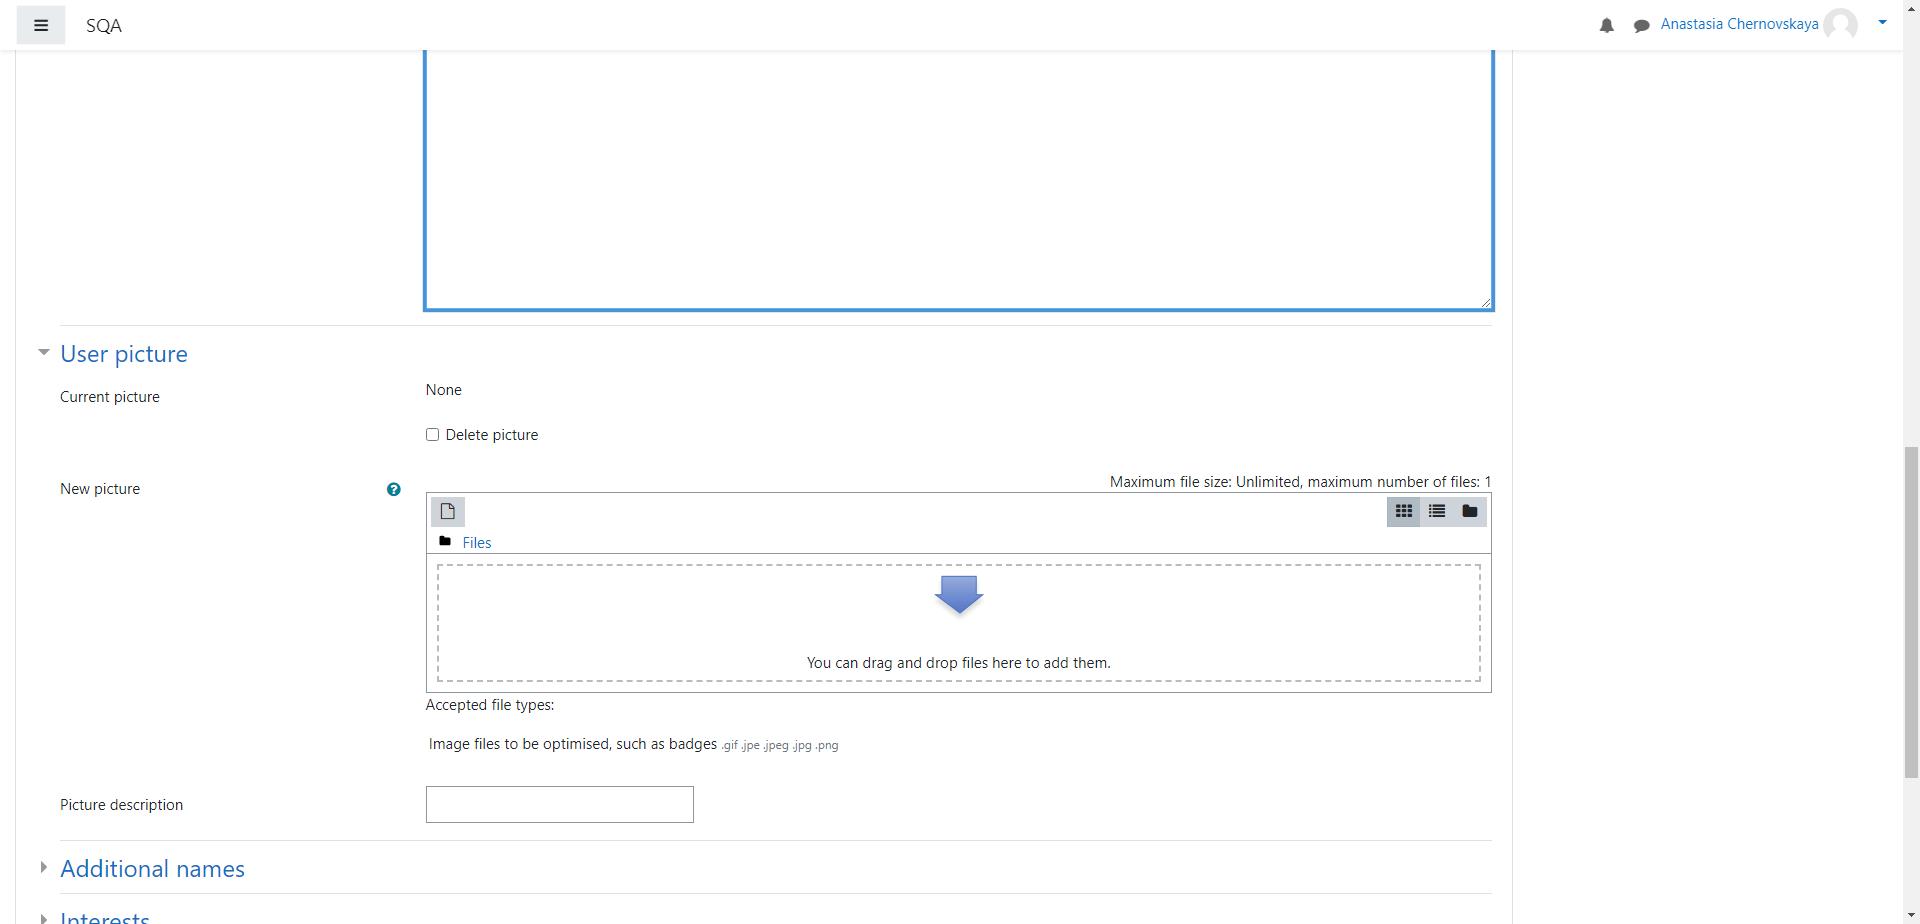 SQA
Anastasia Chernovskaya
User picture
Current picture
None
Delete picture
New picture
Maximum file size: Unlimited, maximum number of files: 1
Files
You can drag and drop files here to add them.
Accepted file types:
Image files to be optimised, such as badges .gif .jpe .jpeg .jpg .png
Picture description
Additional names
Interests